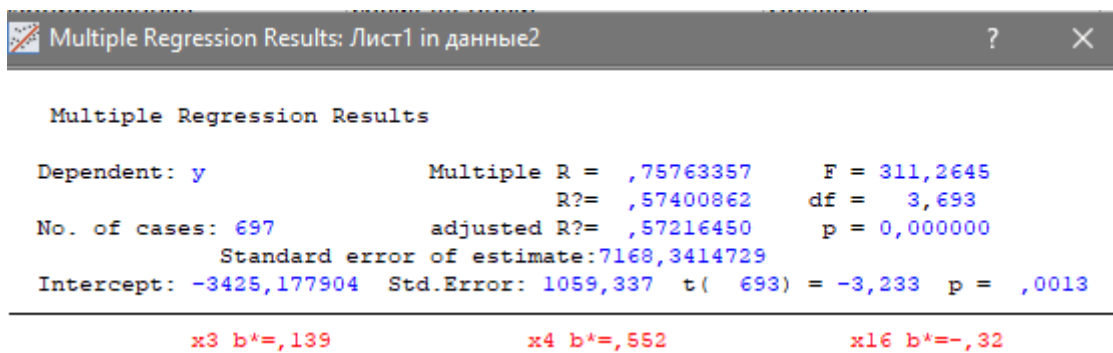 Multiple Regression Results: Лист1 in данные2 ? ×
Multiple Regression Results
Dependent: y Multiple R = ,75763357 F = 311,2645
R?= ,57400862 df = 3,693
No. of cases: 697 adjusted R?= ,57216450 p = 0,000000
Standard error of estimate:7168,3414729
Intercept: -3425,177904 Std.Error: 1059,337 t( 693) = -3,233 p = ,0013
x3 b*=,139 x4 b*=,552 x16 b*=-,32